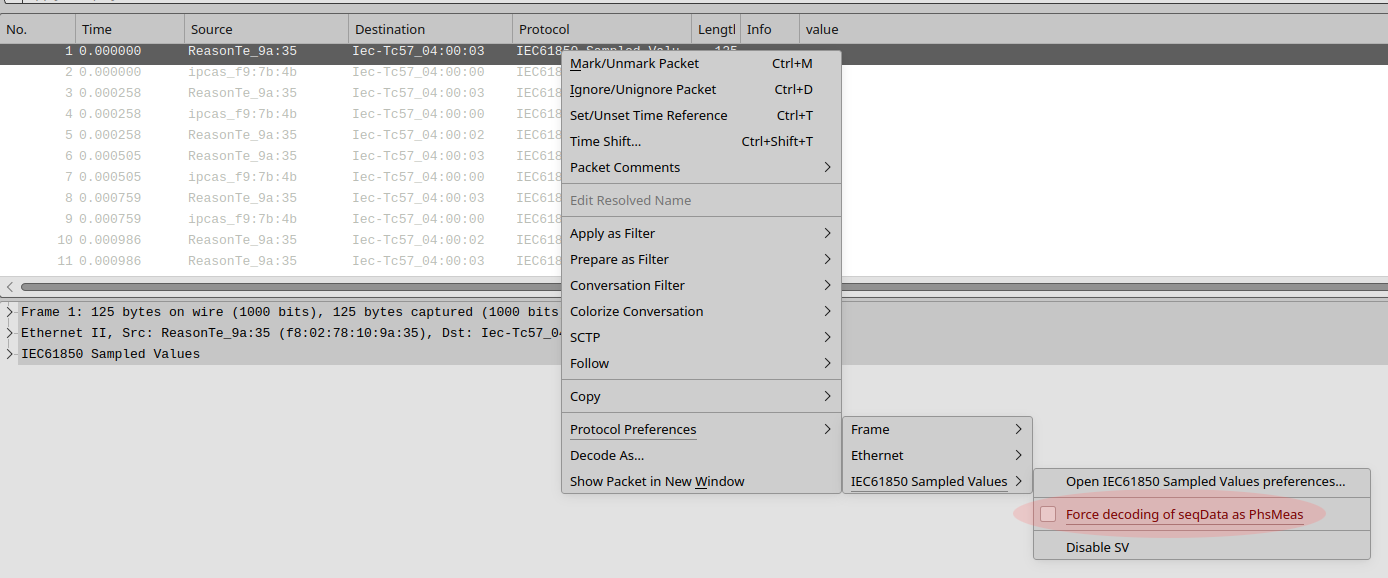 No. Time Source Destination Protocol Lengtl Info value
1 0.000000 ReasonTe_9a:35 Iec-Tc57_04:00:03 IEC61850 Sampled Valu… 125
2 0.000000 ipcas_f9:7b:4b Iec-Tc57_04:00:00 IEC618
3 0.000258 ReasonTe_9a:35 Iec-Tc57_04:00:03 IEC618
4 0.000258 ipcas_f9:7b:4b Iec-Tc57_04:00:00 IEC618
5 0.000258 ReasonTe_9a:35 Iec-Tc57_04:00:02 IEC618
6 0.000505 ReasonTe_9a:35 Iec-Tc57_04:00:03 IEC618
7 0.000505 ipcas_f9:7b:4b Iec-Tc57_04:00:00 IEC618
8 0.000759 ReasonTe_9a:35 Iec-Tc57_04:00:03 IEC618
9 0.000759 ipcas_f9:7b:4b Iec-Tc57_04:00:00 IEC618
10 0.000986 ReasonTe_9a:35 Iec-Tc57_04:00:02 IEC618
11 0.000986 ReasonTe_9a:35 Iec-Tc57_04:00:03 IEC618
Frame 1: 125 bytes on wire (1000 bits), 125 bytes captured (1000 bits
Ethernet II, Src: ReasonTe_9a:35 (f8:02:78:10:9a:35), Dst: Iec-Tc57_04
IEC61850 Sampled Values
Mark/Unmark Packet Ctrl+M
Ignore/Unignore Packet Ctrl+D
Set/Unset Time Reference Ctrl+T
Time Shift... Ctrl+Shift+T
Packet Comments
Edit Resolved Name
Apply as Filter
Prepare as Filter
Conversation Filter
Colorize Conversation
SCTP
Follow
Copy
Protocol Preferences
Decode As...
Show Packet in New Window
Frame
Ethernet
IEC61850 Sampled Values
Open IEC61850 Sampled Values preferences...
Force decoding of seqData as PhsMeas
Disable SV